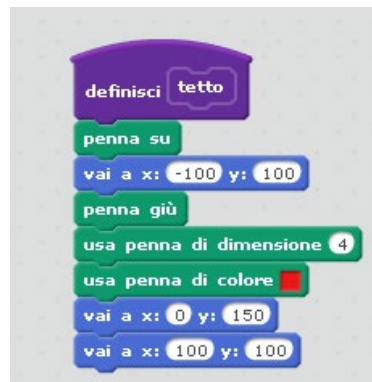 definisci tetto
penna su
vai a x: -100 y: 100
penna giù
usa penna di dimensione 4
usa penna di colore
vai a x: 0 y: 150
vai a x: 100 y: 100